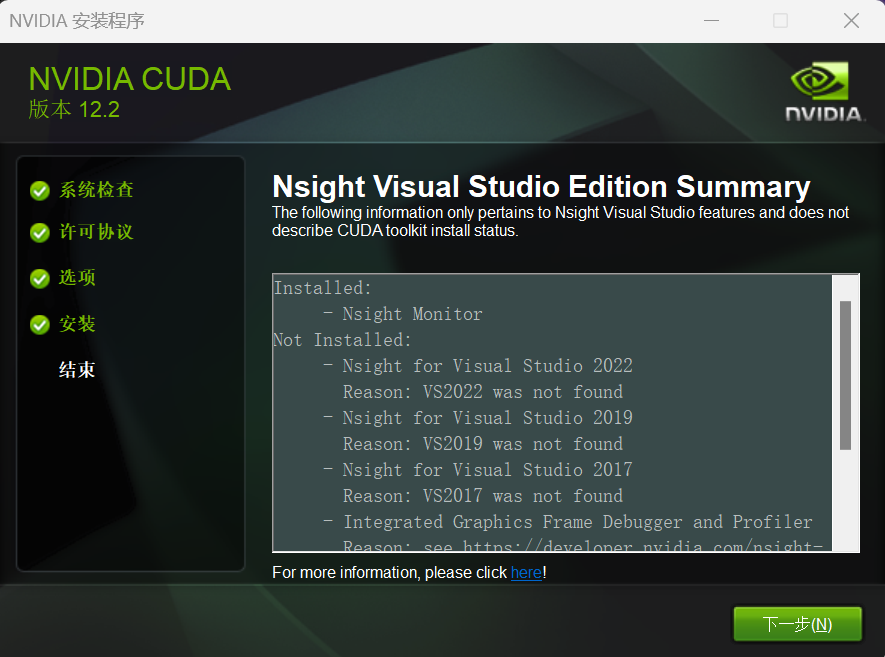 NVIDIA 安装程序
NVIDIA CUDA
版本 12.2
NVIDIA.
系统检查
许可协议
选项
安装
结束
Nsight Visual Studio Edition Summary
The following information only pertains to Nsight Visual Studio features and does not
describe CUDA toolkit install status.
Installed:
- Nsight Monitor
Not Installed:
- Nsight for Visual Studio 2022
Reason: VS2022 was not found
- Nsight for Visual Studio 2019
Reason: VS2019 was not found
- Nsight for Visual Studio 2017
Reason: VS2017 was not found
- Integrated Graphics Frame Debugger and Profiler
Reason: see https://developer.nvidia.com/nsight-
For more information, please click here!
下一步(N)